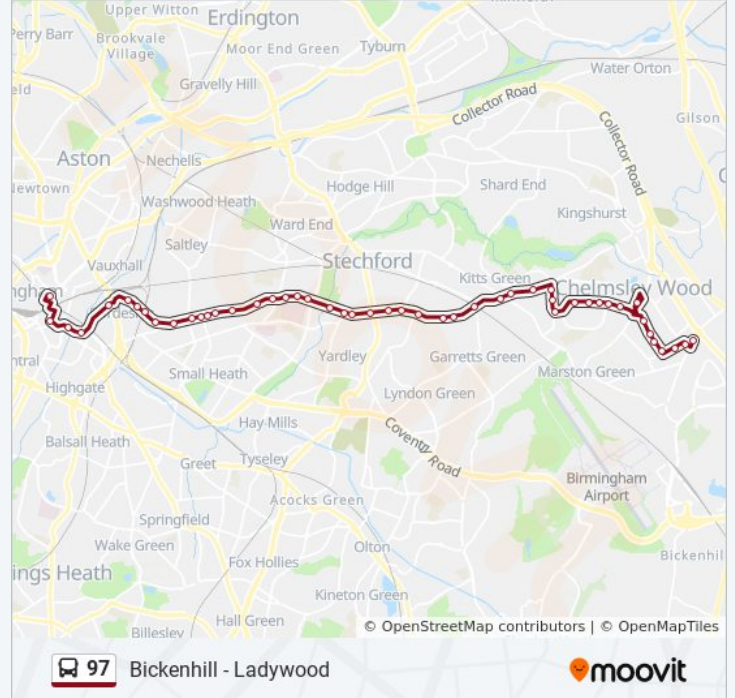 Upper Witton
Erdington
Perry Barr
Brookvale
Village
Moor End Green
Tyburn
Water Orton
Gravelly Hill
Collector Road
Collector Road
Gilson
Aston
Nechells
Newtown
Hodge Hill
Shard End
Washwood Heath
Kingshurst
Ward End
Saltley
Stechford
Vauxhall
Kitts Green
Chelmsley Wood
ngham
Yardley
Garretts Green
ntral
Small Heath
Marston Green
Highgate
Lyndon Green
Hay Mills
Coventry Road
Balsall Heath
Greet
Tyseley
Birmingham
Airport
Acocks Green
Springfield
Wake Green
Olton
Bickenhil
Fox Hollies
ings Heath
Kineton Green
Hall Green
Billesley
© OpenStreetMap contributors | © OpenMapTiles
97 Bickenhill - Ladywood
moovit